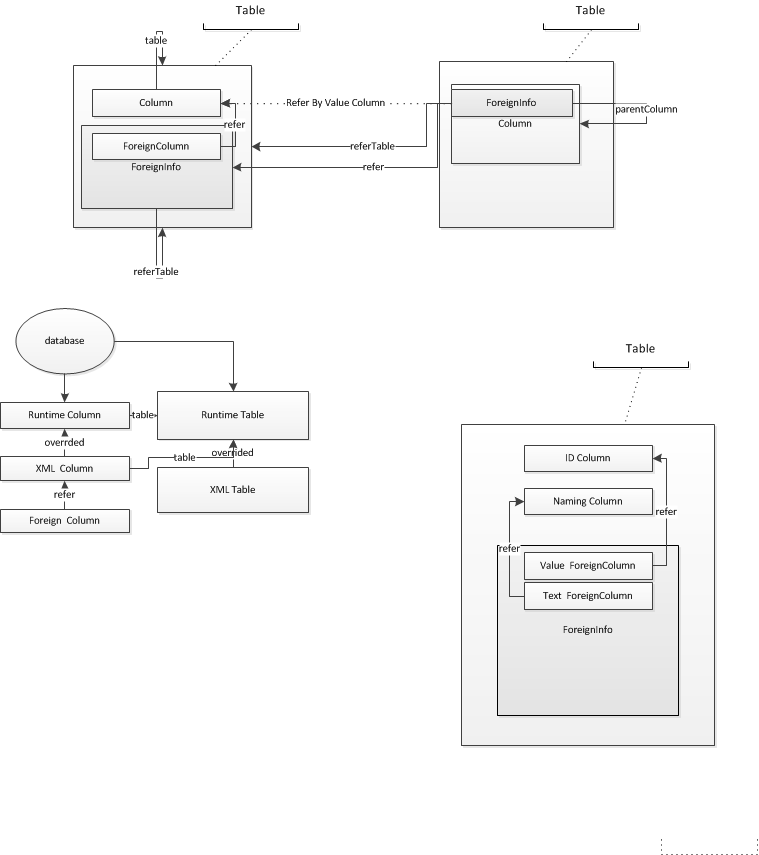 Table
Table
table
Column
Refer By Value Column
ForeignInfo
parentColumn
Column
refer
ForeignColumn
referTable
ForeignInfo
refer
referTable
database
Table
Runtime Column
table
Runtime Table
overrded
overrided
table
ID Column
XML Column
XML Table
refer
Naming Column
refer
Foreign Column
refer
Value ForeignColumn
Text ForeignColumn
ForeignInfo